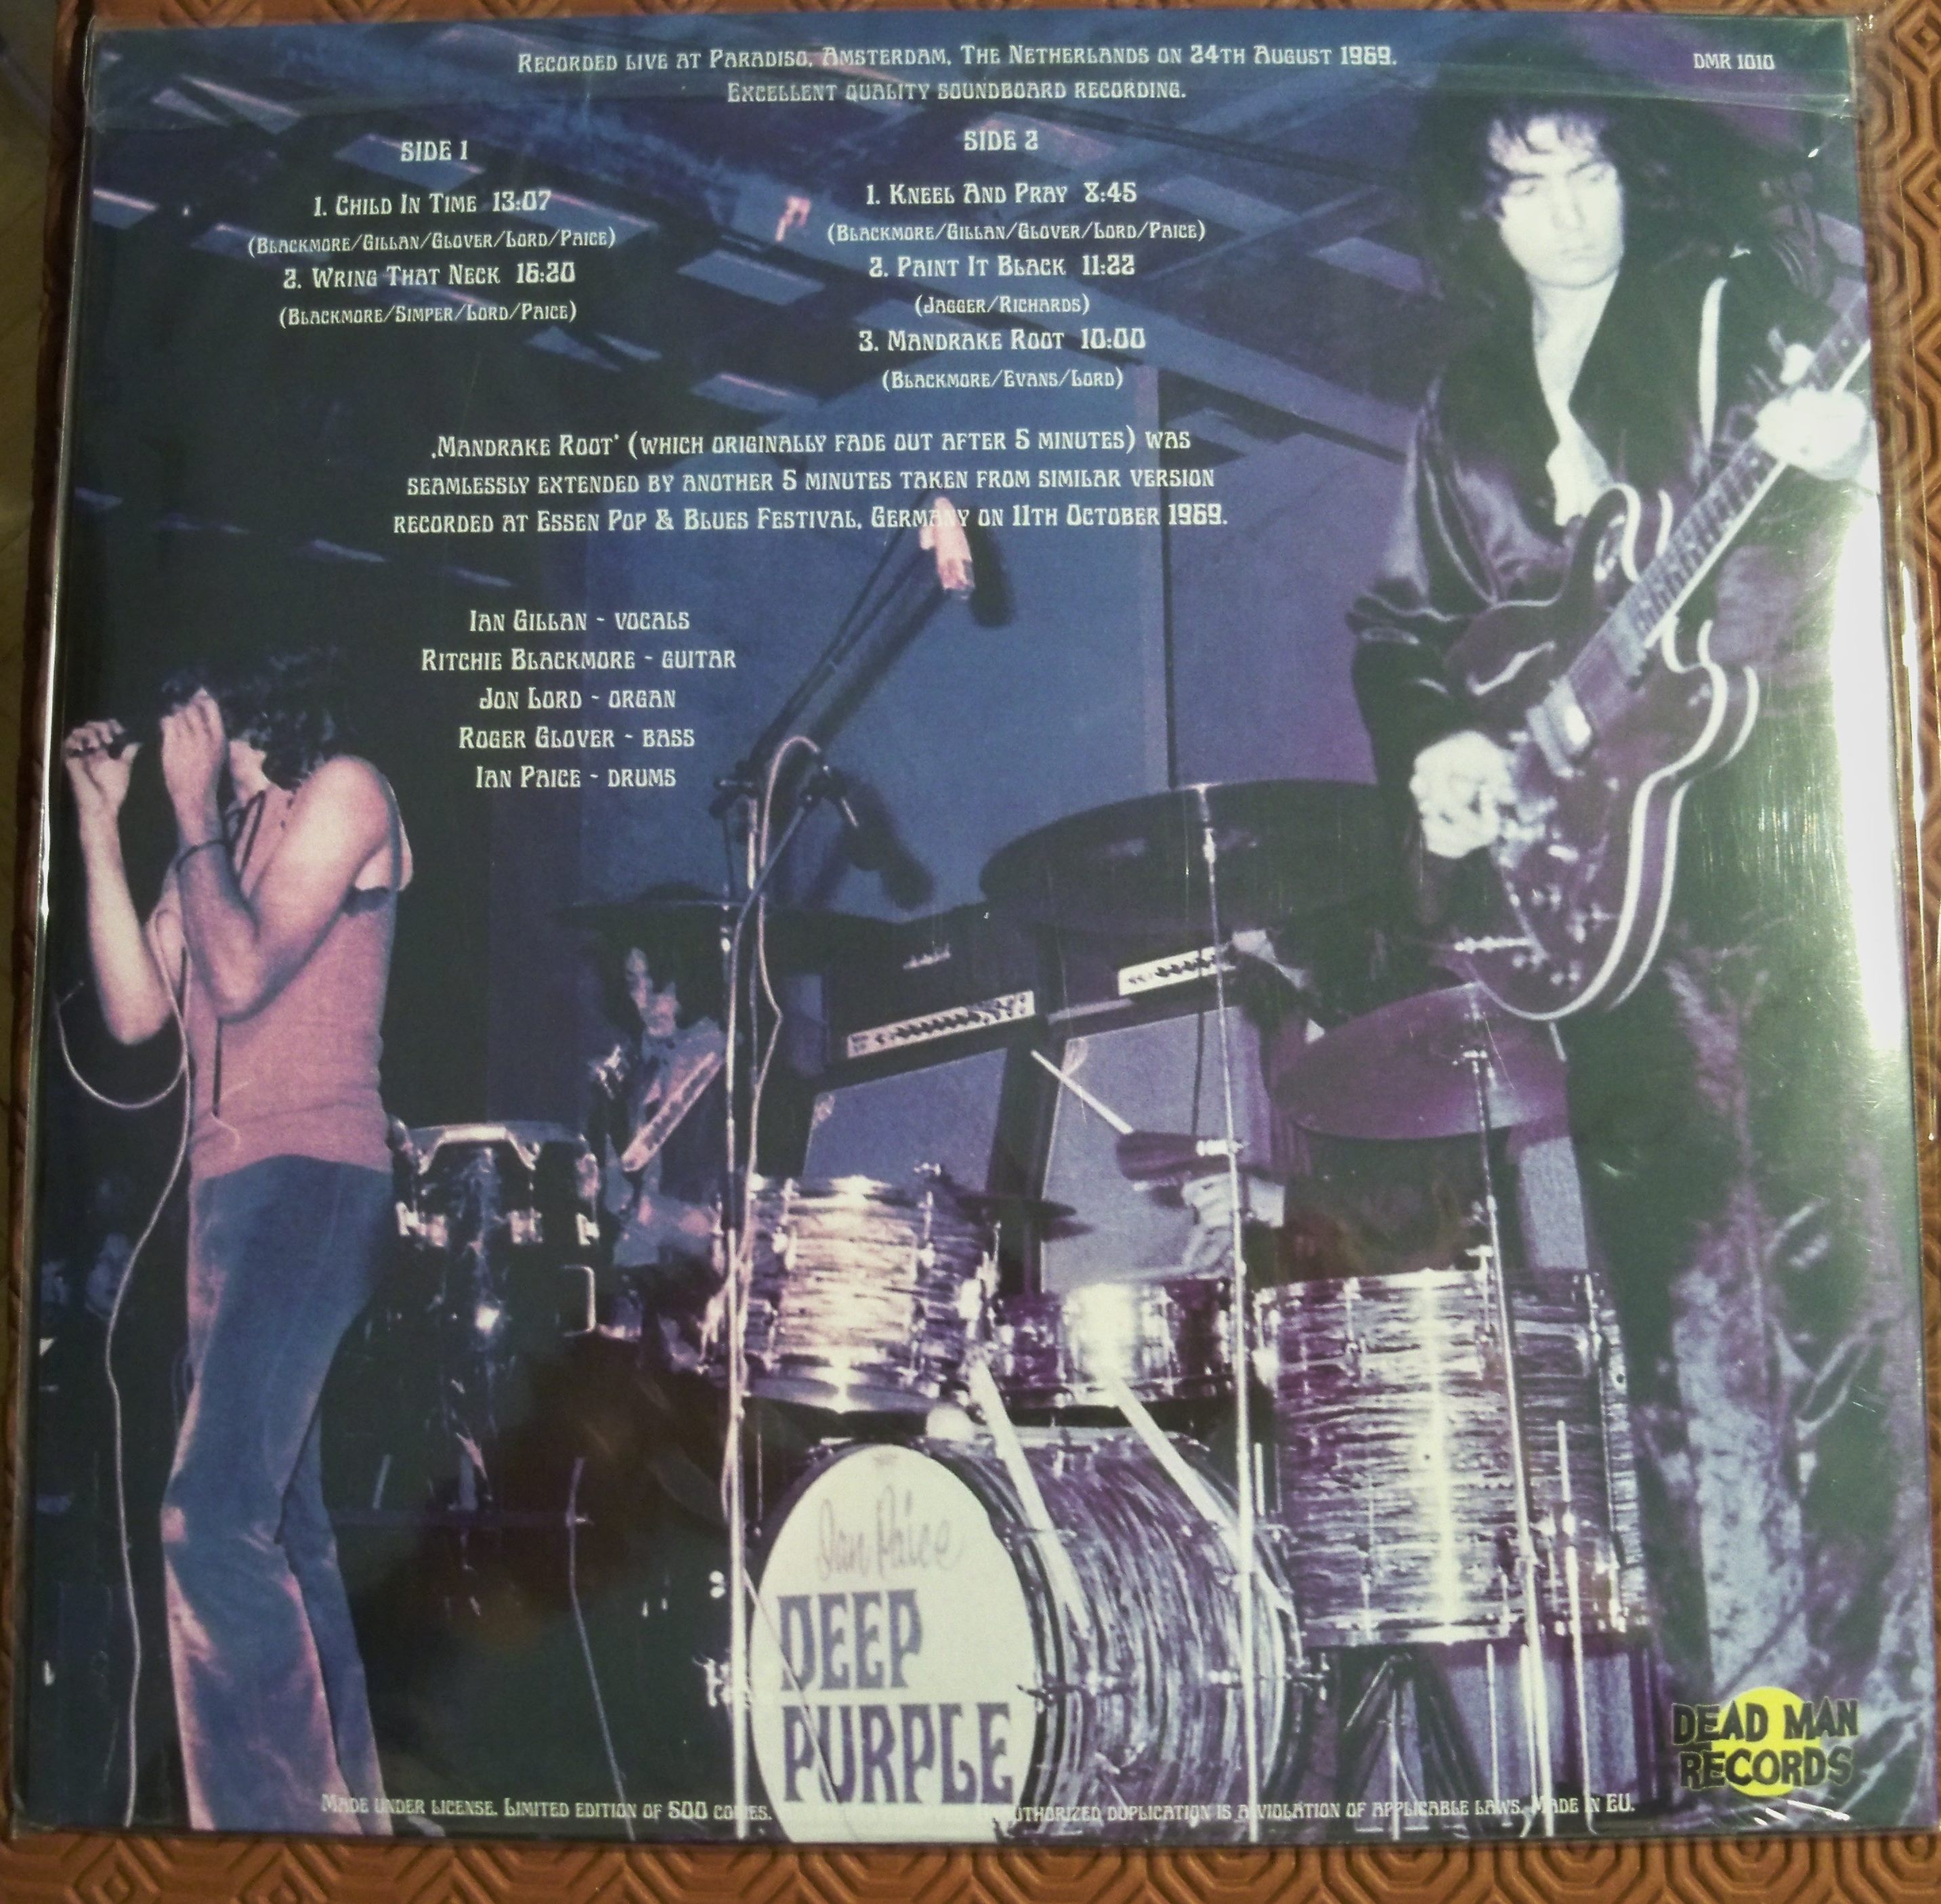 RECORDED LIVE AT PARADISO, AMSTERDAM, THE NETHERLANDS ON 24TH AUGUST 1969.
EXCELLENT QUALITY SOUNDBOARD RECORDING.
DMR 1010
SIDE 1
1. CHILD IN TIME 13:07
(BLACKMORE/GILLAN/GLOVER/LORD/PAICE)
2. WRING THAT NECK 16:20
(BLACKMORE/SIMPER/LORD/PAICE)
SIDE 2
1. KNEEL AND PRAY 8:45
(BLACKMORE/GILLAN/GLOVER/LORD/PAICE)
2. PAINT IT BLACK 11:22
(JAGGER/RICHARDS)
3. MANDRAKE ROOT 10:00
(BLACKMORE/EVANS/LORD)
‚MANDRAKE ROOT‘ (WHICH ORIGINALLY FADE OUT AFTER 5 MINUTES) WAS
SEAMLESSLY EXTENDED BY ANOTHER 5 MINUTES TAKEN FROM SIMILAR VERSION
RECORDED AT ESSEN POP & BLUES FESTIVAL, GERMANY ON 11TH OCTOBER 1969.
IAN GILLAN - VOCALS
RITCHIE BLACKMORE - GUITAR
JON LORD - ORGAN
ROGER GLOVER - BASS
IAN PAICE - DRUMS
Ian Paice
DEEP
PURPLE
DEAD MAN
RECORDS
MADE UNDER LICENSE. LIMITED EDITION OF 500 COPIES. DUPLICATION IS A VIOLATION OF APPLICABLE LAWS. MADE IN EU.